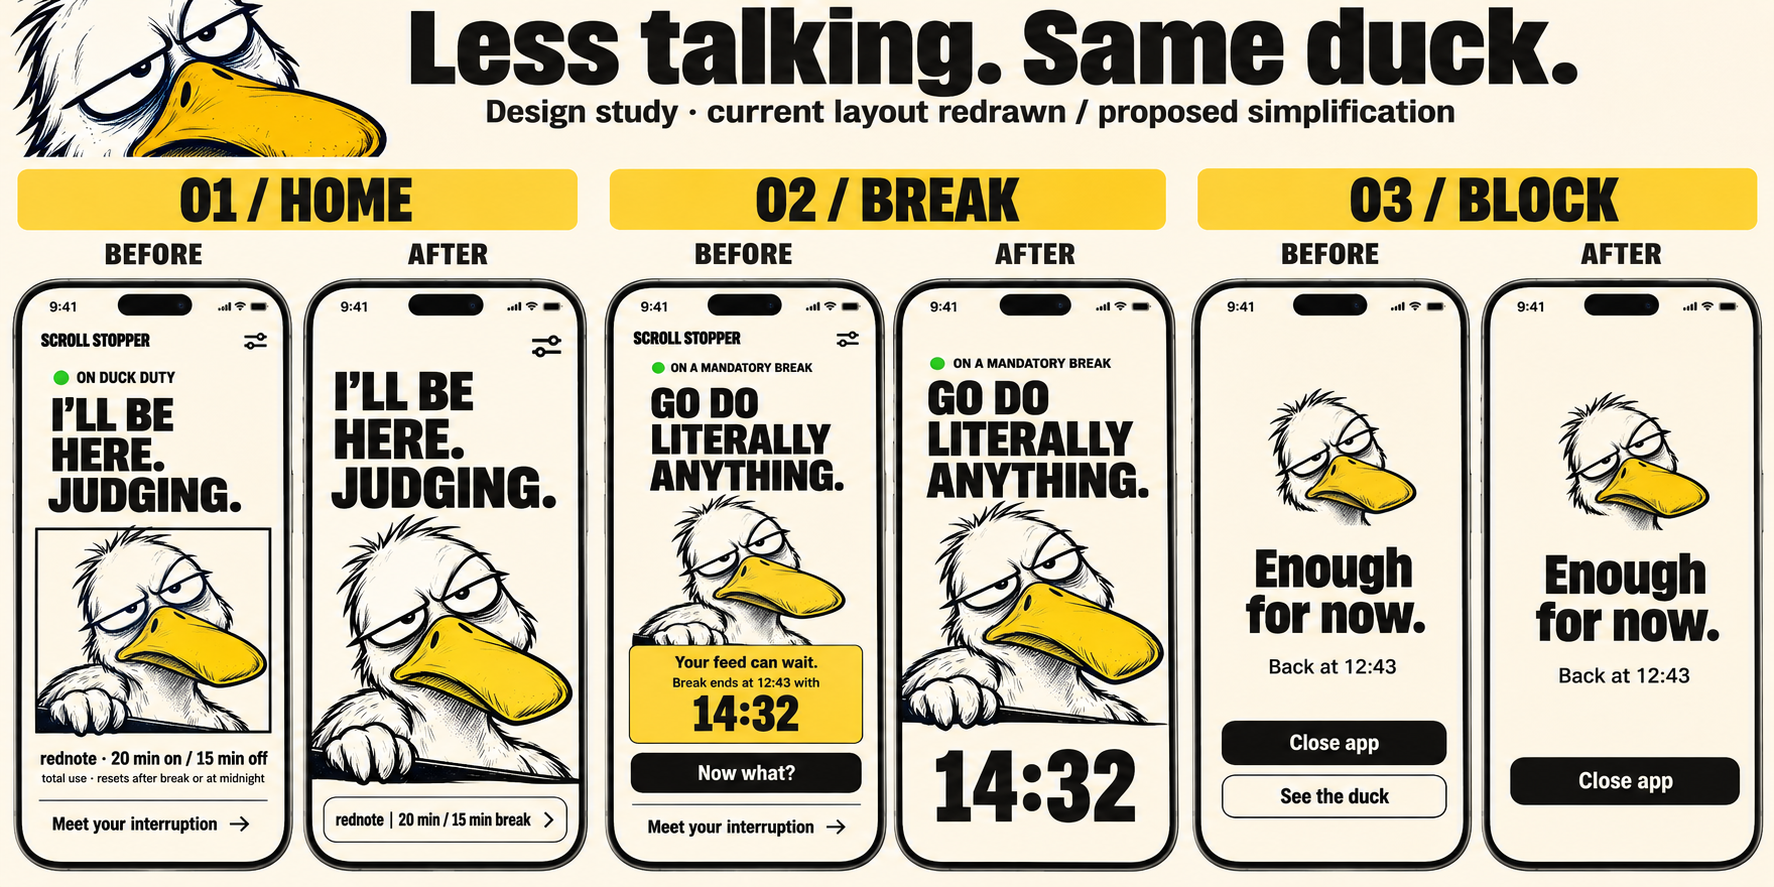 Less talking. Same duck.
Design study · current layout redrawn / proposed simplification
01 / HOME
BEFORE
9:41
SCROLL STOPPER
ON DUCK DUTY
I’LL BE
HERE.
JUDGING.
rednote · 20 min on / 15 min off
total use · resets after break or at midnight
Meet your interruption →
AFTER
9:41
I’LL BE
HERE.
JUDGING.
rednote | 20 min / 15 min break >
02 / BREAK
BEFORE
9:41
SCROLL STOPPER
ON A MANDATORY BREAK
GO DO
LITERALLY
ANYTHING.
Your feed can wait.
Break ends at 12:43 with
14:32
Now what?
Meet your interruption →
AFTER
9:41
ON A MANDATORY BREAK
GO DO
LITERALLY
ANYTHING.
14:32
03 / BLOCK
BEFORE
9:41
Enough
for now.
Back at 12:43
Close app
See the duck
AFTER
9:41
Enough
for now.
Back at 12:43
Close app